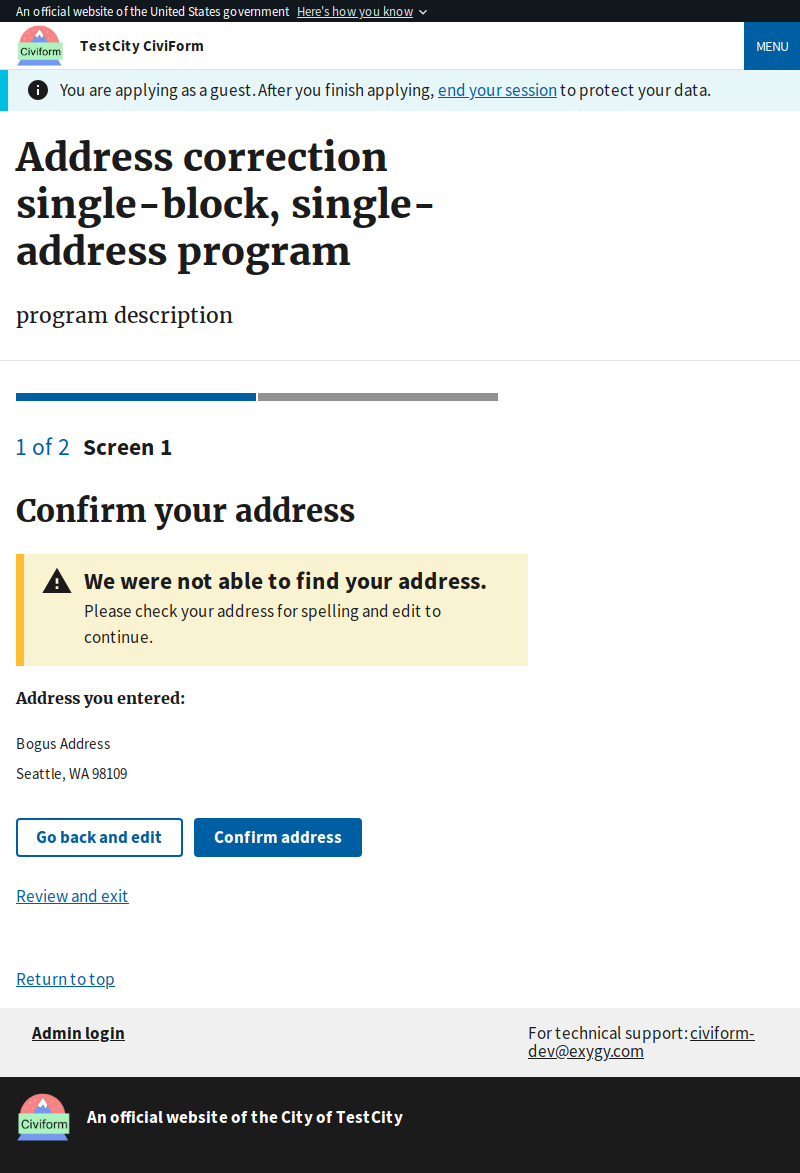 An official website of the United States government Here's how you know
Civiform TestCity CiviForm MENU
You are applying as a guest. After you finish applying, end your session to protect your data.
Address correction
single-block, single-
address program
program description
1 of 2 Screen 1
Confirm your address
We were not able to find your address.
Please check your address for spelling and edit to
continue.
Address you entered:
Bogus Address
Seattle, WA 98109
Go back and edit Confirm address
Review and exit
Return to top
Admin login For technical support: civiform-
dev@exygy.com
Civiform An official website of the City of TestCity